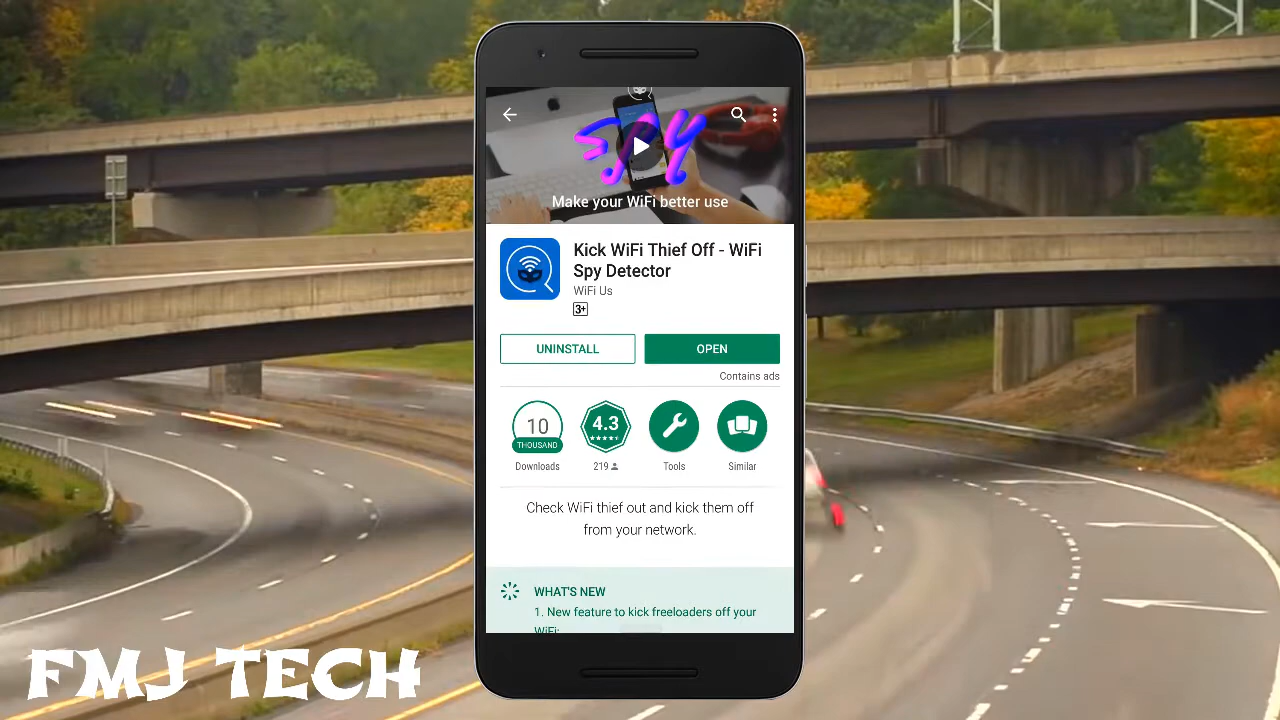 SPY
Make your WiFi better use
Kick WiFi Thief Off - WiFi
Spy Detector
WiFi Us
3+
UNINSTALL
OPEN
Contains ads
10
THOUSAND
4.3
Downloads
219
Tools
Similar
Check WiFi thief out and kick them off
from your network.
WHAT'S NEW
1. New feature to kick freeloaders off your
WiFi:
FMJ TECH